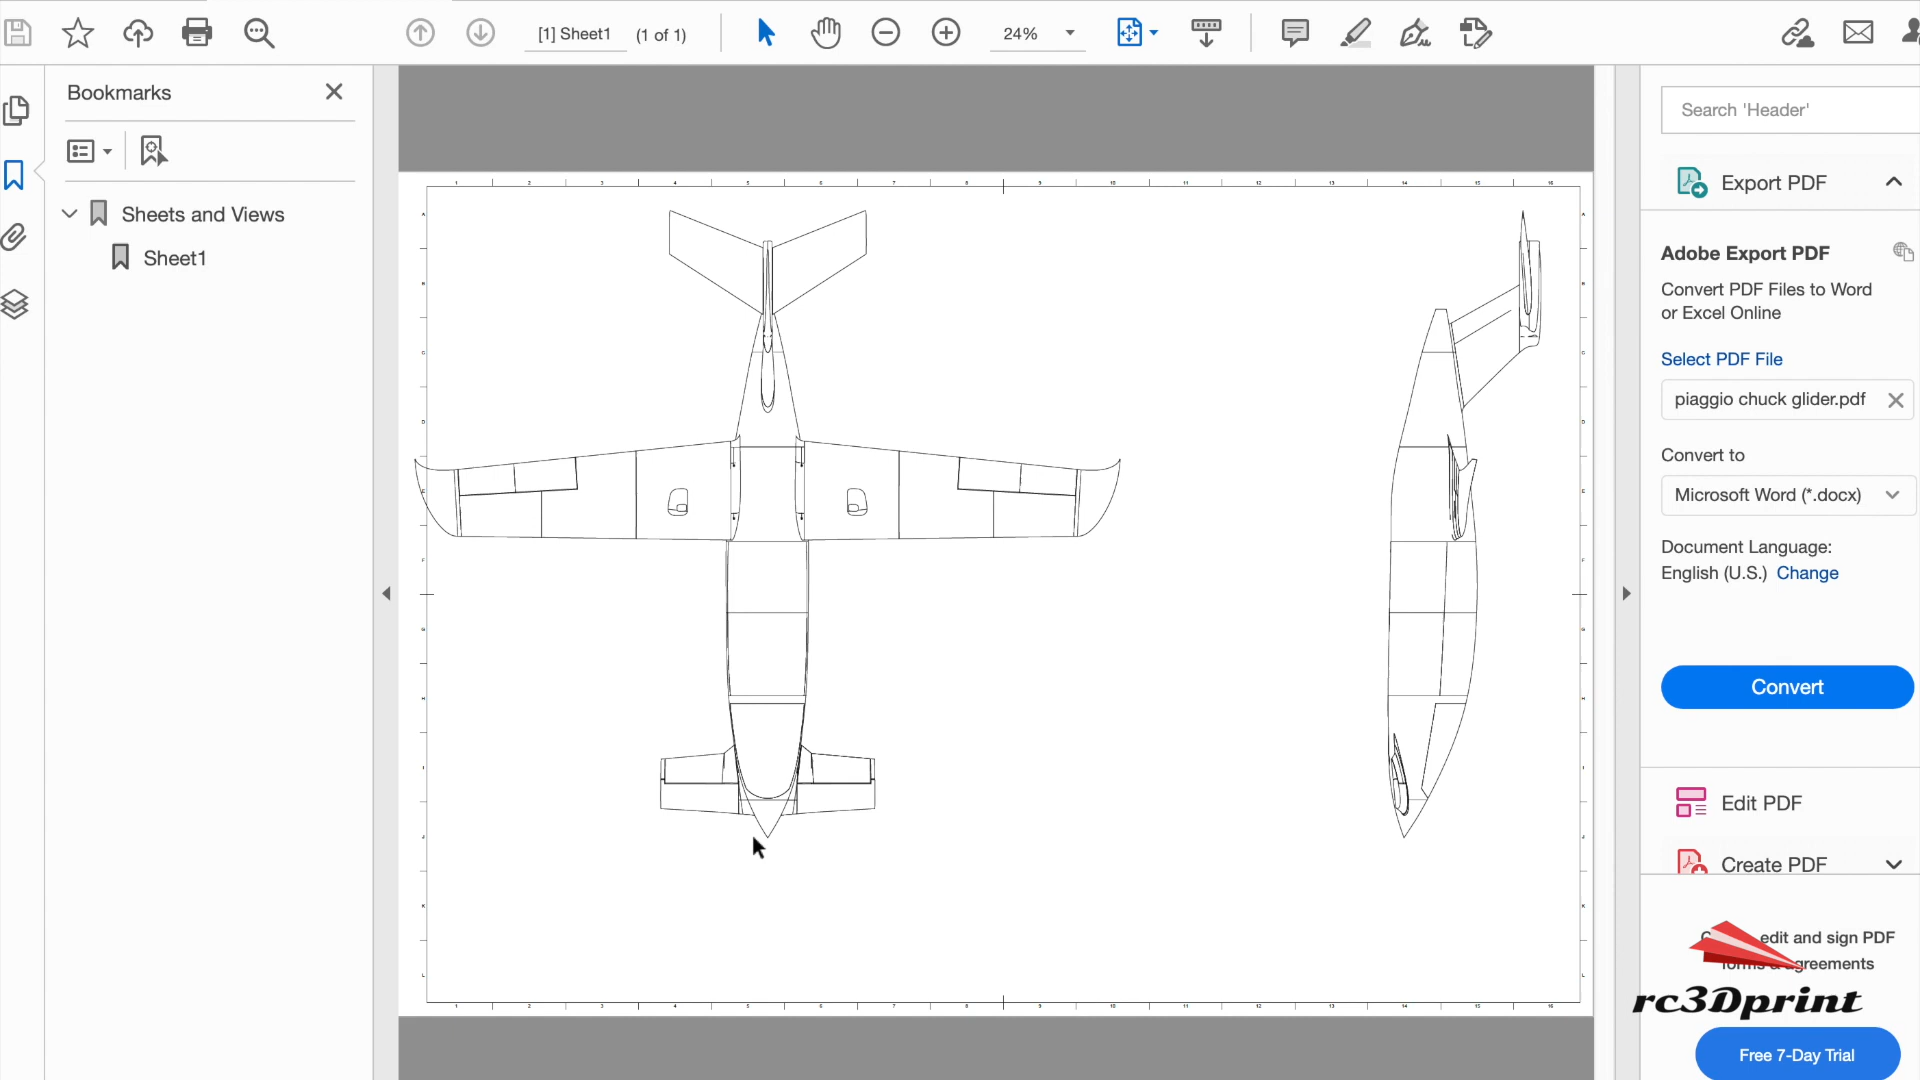 [1] Sheet1 (1 of 1) 24%
Bookmarks
Sheets and Views
Sheet1
Search 'Header'
Export PDF
Adobe Export PDF
Convert PDF Files to Word
or Excel Online
Select PDF File
piaggio chuck glider.pdf
Convert to
Microsoft Word (*.docx)
Document Language:
English (U.S.) Change
Convert
Edit PDF
Create PDF
edit and sign PDF
rc3Dprint
Free 7-Day Trial